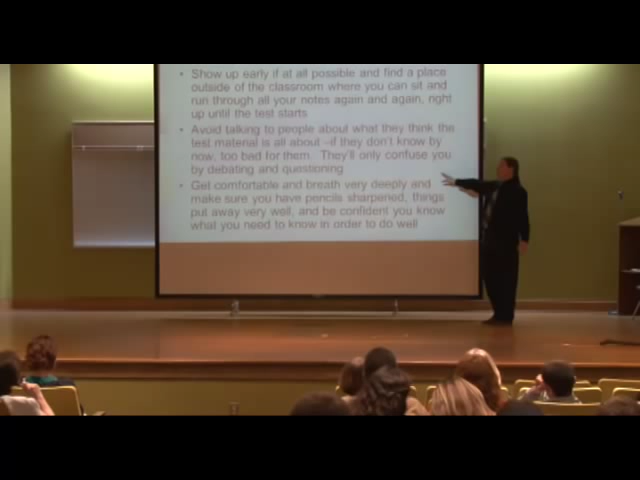 • Show up early if at all possible and find a place
outside of the classroom where you can sit and
run through all your notes again and again, right
up until the test starts
• Avoid talking to people about what they think the
test material is all about –if they don't know by
now, too bad for them. They'll only confuse you
by debating and questioning
• Get comfortable and breath very deeply and
make sure you have pencils sharpened, things
put away very well, and be confident you know
what you need to know in order to do well